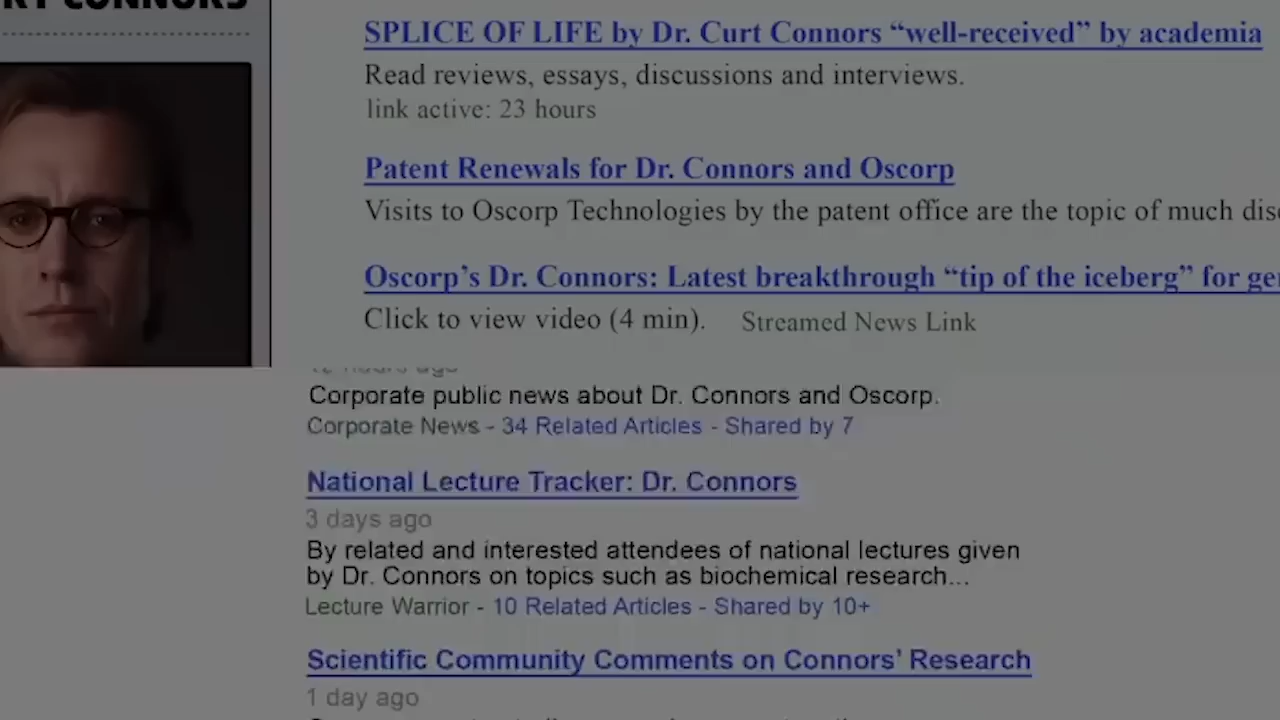 CONNORS
SPLICE OF LIFE by Dr. Curt Connors “well-received” by academia
Read reviews, essays, discussions and interviews.
link active: 23 hours
Patent Renewals for Dr. Connors and Oscorp
Visits to Oscorp Technologies by the patent office are the topic of much
Oscorp’s Dr. Connors: Latest breakthrough “tip of the iceberg” for
Click to view video (4 min). Streamed News Link
hours ago
Corporate public news about Dr. Connors and Oscorp.
Corporate News - 34 Related Articles - Shared by 7
National Lecture Tracker: Dr. Connors
3 days ago
By related and interested attendees of national lectures given
by Dr. Connors on topics such as biochemical research...
Lecture Warrior - 10 Related Articles - Shared by 10+
Scientific Community Comments on Connors’ Research
1 day ago